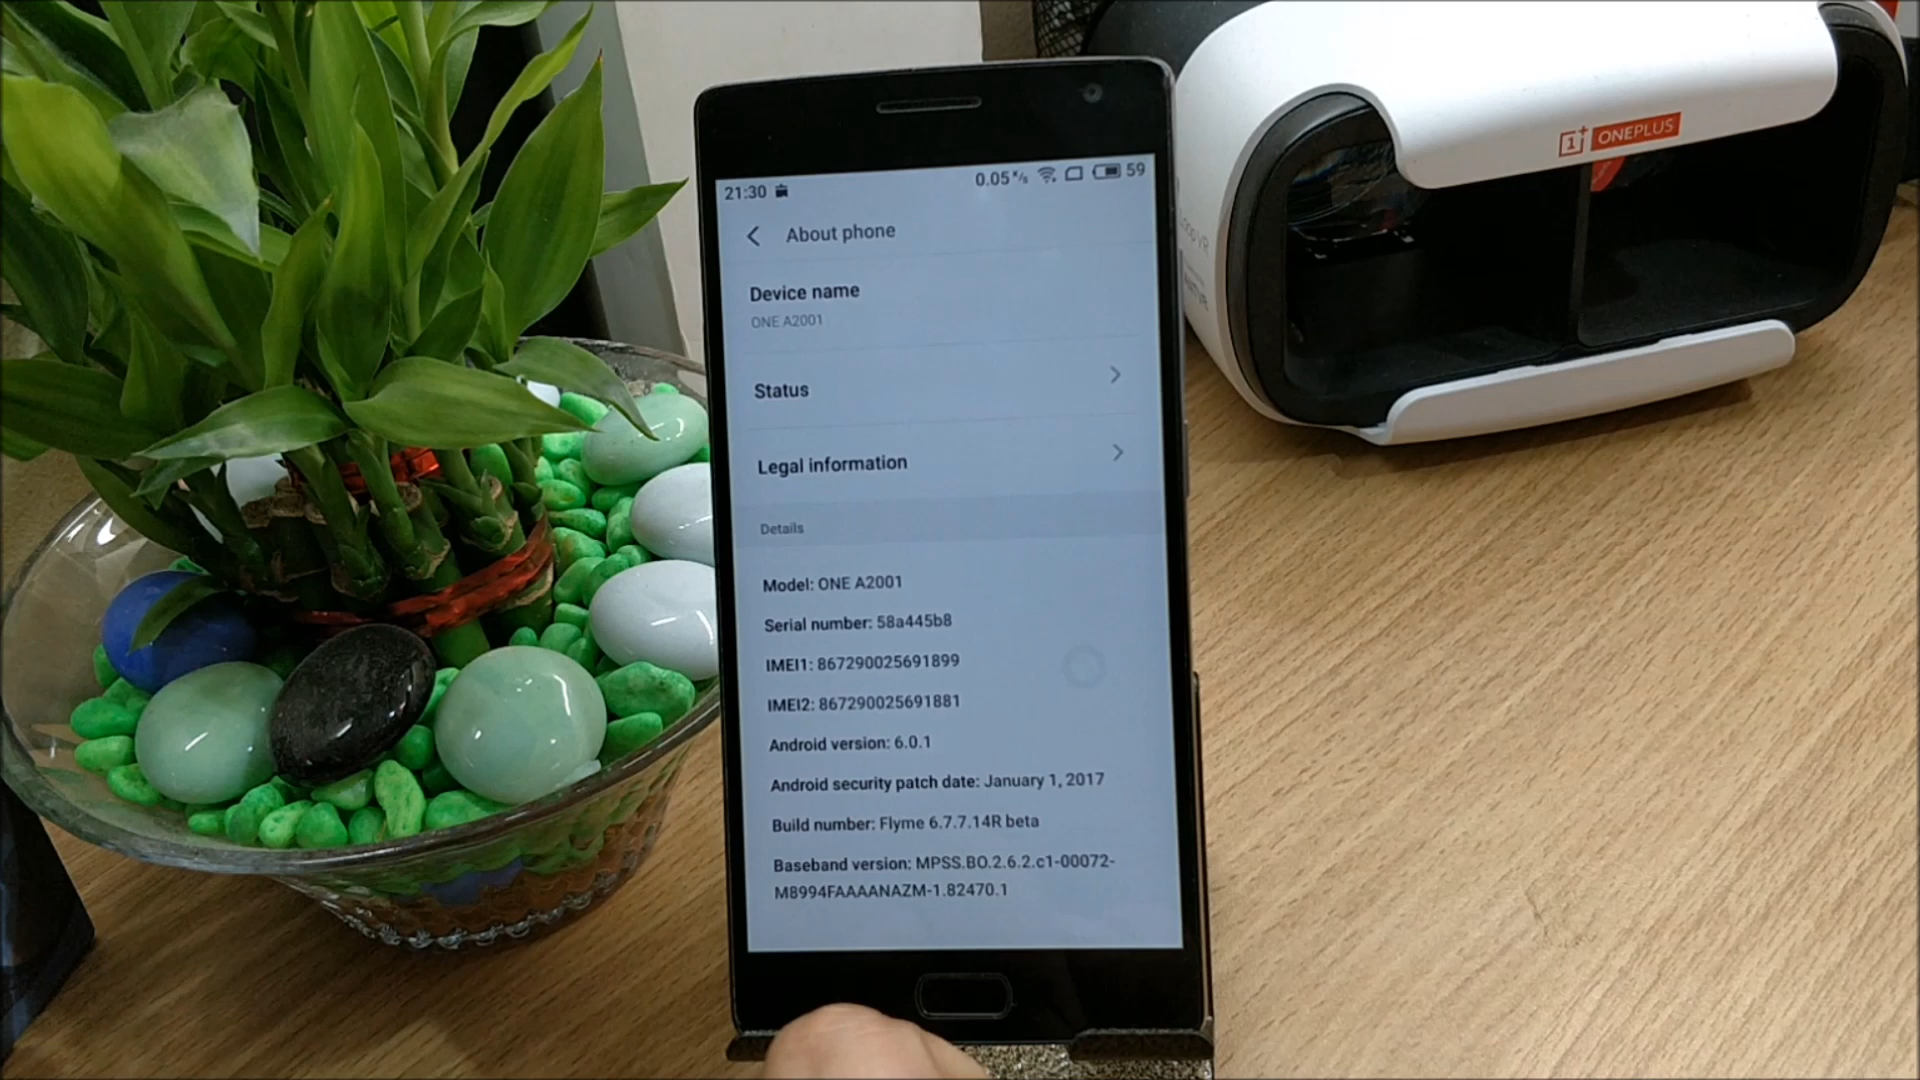 21:30
0.05 K/s
59
About phone
Device name
ONE A2001
Status
Legal information
Details
Model: ONE A2001
Serial number: 58a445b8
IMEI1: 867290025691899
IMEI2: 867290025691881
Android version: 6.0.1
Android security patch date: January 1, 2017
Build number: Flyme 6.7.7.14R beta
Baseband version: MPSS.BO.2.6.2.c1-00072-
M8994FAAAANAZM-1.82470.1
1+ ONEPLUS